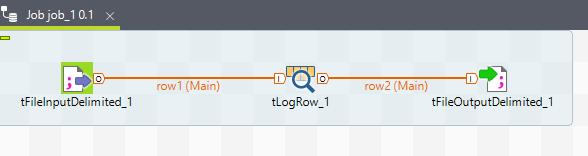 Job job_1 0.1
row1 (Main)
row2 (Main)
tFileInputDelimited_1
tLogRow_1
tFileOutputDelimited_1